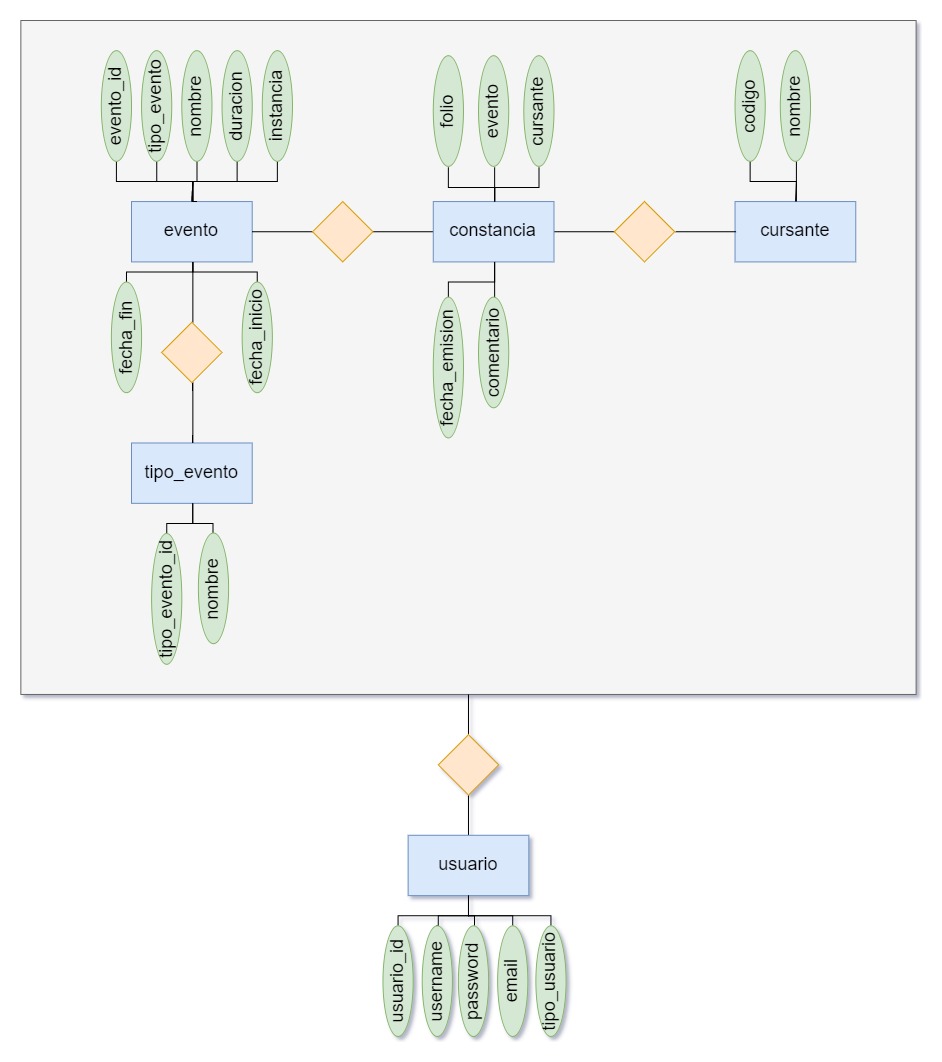 evento_id
tipo_evento
nombre
duracion
instancia
folio
evento
cursante
codigo
nombre
evento
constancia
cursante
fecha_fin
fecha_inicio
fecha_emision
comentario
tipo_evento
tipo_evento_id
nombre
usuario
usuario_id
username
password
email
tipo_usuario